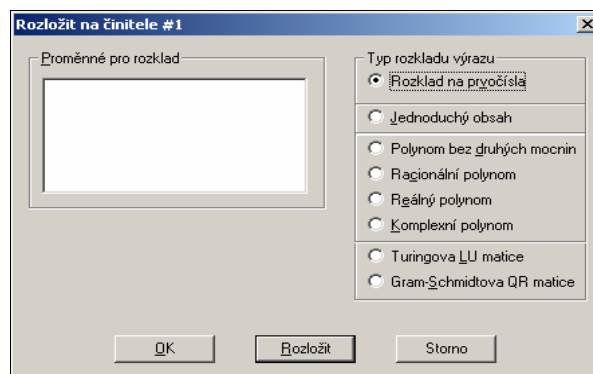 Rozložit na činitele #1
Proměnné pro rozklad
Typ rozkladu výrazu
Rozklad na prvočísla
Jednoduchý obsah
Polynom bez druhých mocnin
Racionální polynom
Reálný polynom
Komplexní polynom
Turingova LU matice
Gram-Schmidtova QR matice
OK
Rozložit
Storno